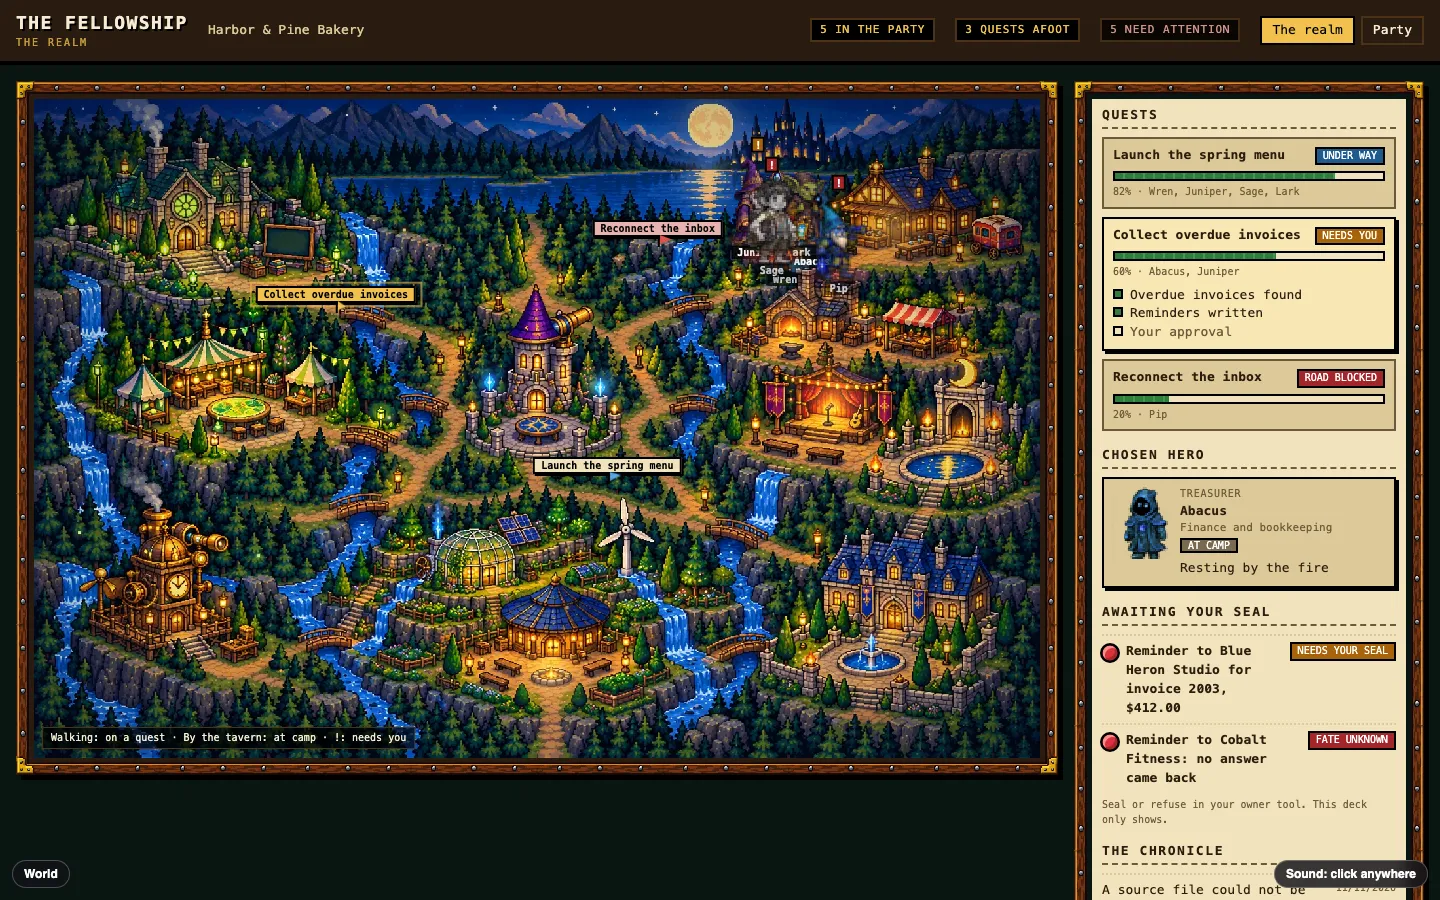 THE FELLOWSHIP
THE REALM
Harbor & Pine Bakery
5 IN THE PARTY
3 QUESTS AFOOT
5 NEED ATTENTION
The realm
Party
Reconnect the inbox
Collect overdue invoices
Launch the spring menu
Sage
Wren
Pip
Walking: on a quest · By the tavern: at camp · !: needs you
World
QUESTS
Launch the spring menu
UNDER WAY
82% · Wren, Juniper, Sage, Lark
Collect overdue invoices
NEEDS YOU
60% · Abacus, Juniper
Overdue invoices found
Reminders written
Your approval
Reconnect the inbox
ROAD BLOCKED
20% · Pip
CHOSEN HERO
TREASURER
Abacus
Finance and bookkeeping
AT CAMP
Resting by the fire
AWAITING YOUR SEAL
Reminder to Blue
Heron Studio for
invoice 2003,
$412.00
NEEDS YOUR SEAL
Reminder to Cobalt
Fitness: no answer
came back
FATE UNKNOWN
Seal or refuse in your owner tool. This deck
only shows.
THE CHRONICLE
Sound: click anywhere
A source file could not be